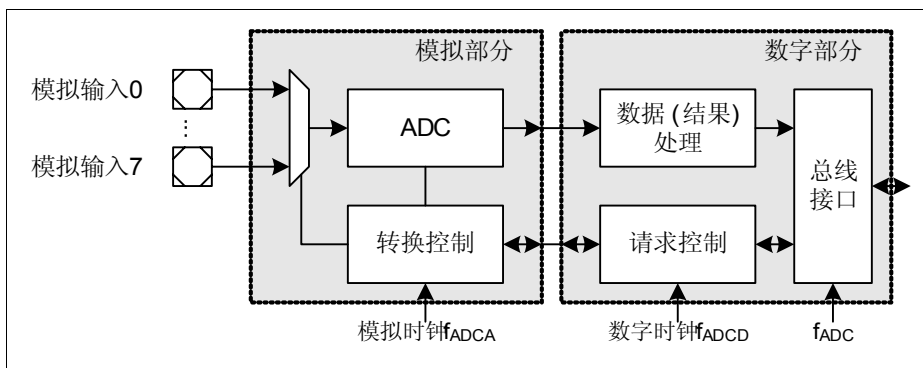 模拟部分
数字部分
模拟输入0
ADC
数据 (结果)
处理
模拟输入7
总线
接口
转换控制
请求控制
模拟时钟fADCA
数字时钟fADCD
fADC